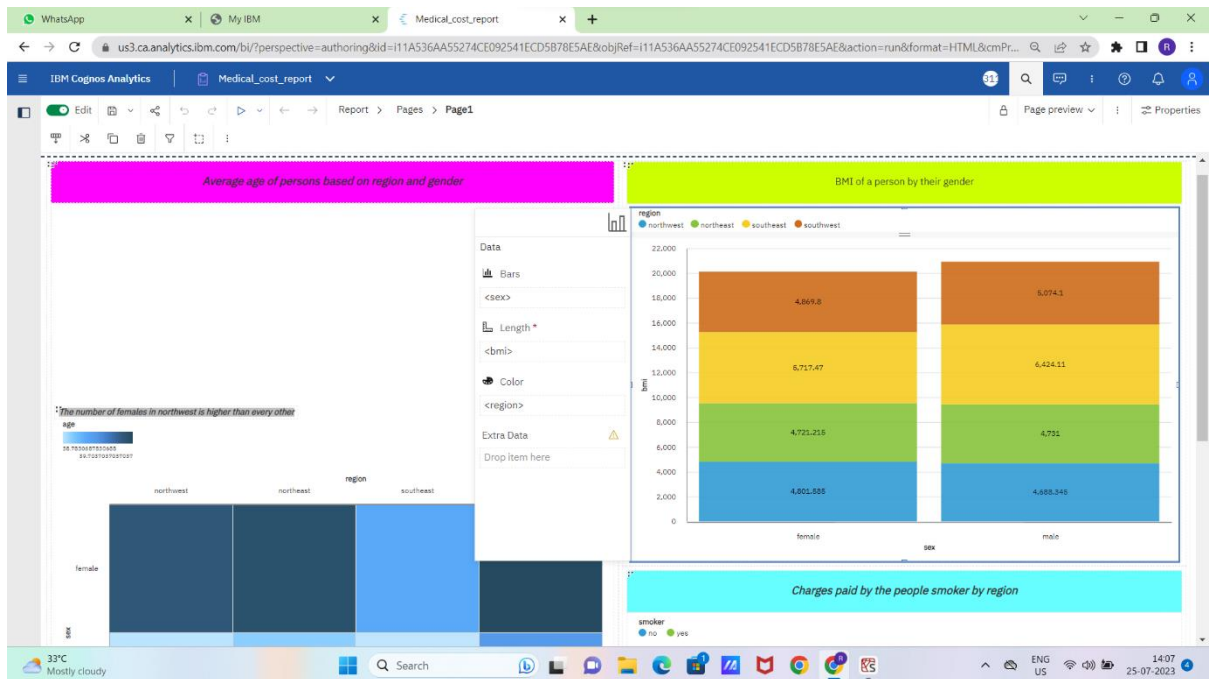 WhatsApp
My IBM
Medical_cost_report
us3.ca.analytics.ibm.com/bi/?perspective=authoring&id=i11A536AA55274CE092541ECD5B78E5AE&objRef=i11A536AA55274CE092541ECD5B78E5AE&action=run&format=HTML&cmPr...
R
IBM Cognos Analytics
Medical_cost_report
Edit
Report > Pages > Page1
Page preview
Properties
Average age of persons based on region and gender
The number of females in northwest is higher than every other
age
region
northwest northeast southeast
female
sex
Data
Bars
<sex>
Length *
<bmi>
Color
<region>
Extra Data
Drop item here
BMI of a person by their gender
region
northwest northeast southeast southwest
22,000
20,000
18,000
16,000
14,000
12,000
10,000
8,000
6,000
4,000
2,000
0
bmi
4,869.8
5,717.47
4,721.215
4,801.555
5,074.1
6,424.11
4,731
4,688.345
female male
sex
Charges paid by the people smoker by region
smoker
no yes
33°C
Mostly cloudy
Search
ENG
US
14:07
25-07-2023